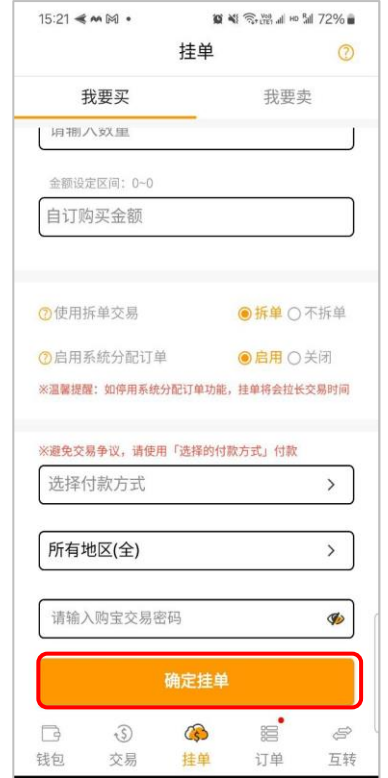 15:21
72%
挂单
我要买
我要卖
请输入数量
金额设定区间：0~0
自订购买金额
使用拆单交易
拆单
不拆单
启用系统分配订单
启用
关闭
※温馨提醒：如停用系统分配订单功能，挂单将会拉长交易时间
※避免交易争议，请使用「选择的付款方式」付款
选择付款方式
所有地区(全)
请输入购宝交易密码
确定挂单
钱包
交易
挂单
订单
互转